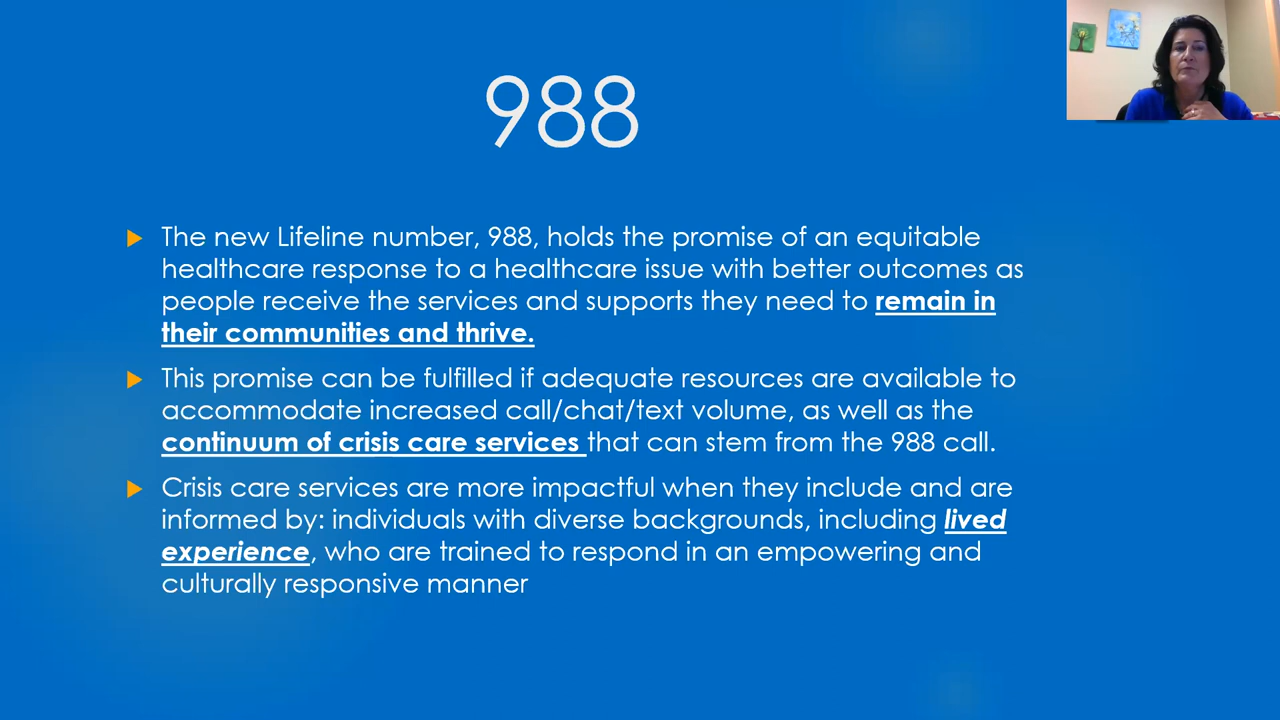 988
The new Lifeline number, 988, holds the promise of an equitable
healthcare response to a healthcare issue with better outcomes as
people receive the services and supports they need to remain in
their communities and thrive.
This promise can be fulfilled if adequate resources are available to
accommodate increased call/chat/text volume, as well as the
continuum of crisis care services that can stem from the 988 call.
Crisis care services are more impactful when they include and are
informed by: individuals with diverse backgrounds, including lived
experience, who are trained to respond in an empowering and
culturally responsive manner